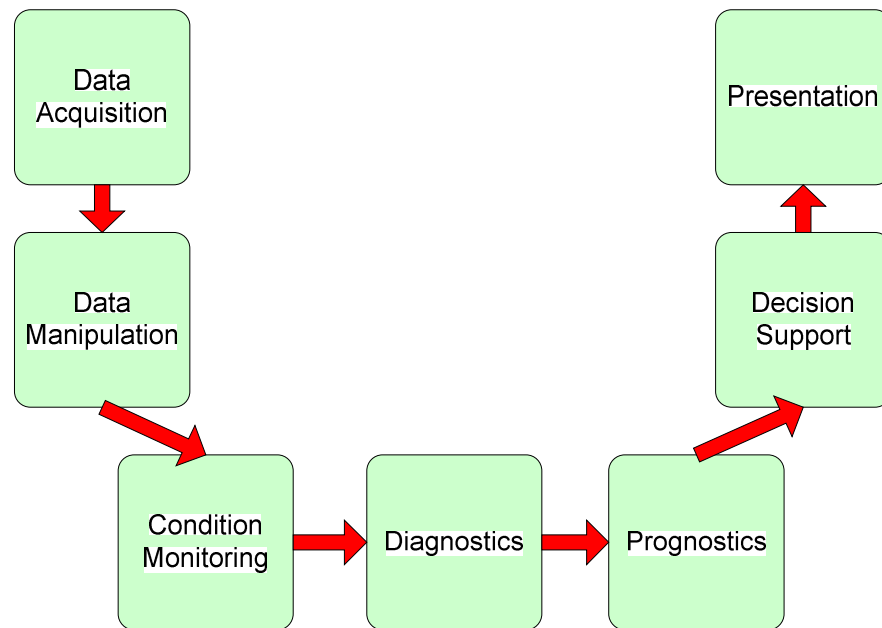 Data
Acquisition
Data
Manipulation
Condition
Monitoring
Diagnostics
Prognostics
Decision
Support
Presentation